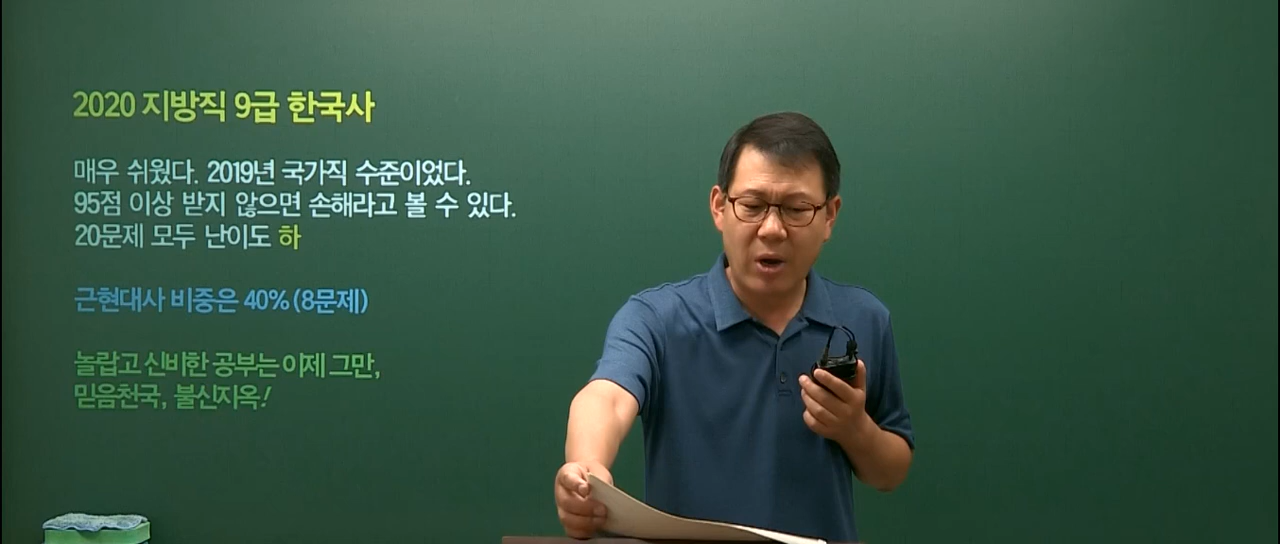 2020 지방직 9급 한국사
매우 쉬웠다. 2019년 국가직 수준이었다.
95점 이상 받지 않으면 손해라고 볼 수 있다.
20문제 모두 난이도 하
근현대사 비중은 40% (8문제)
놀랍고 신비한 공부는 이제 그만,
믿음천국, 불신지옥!